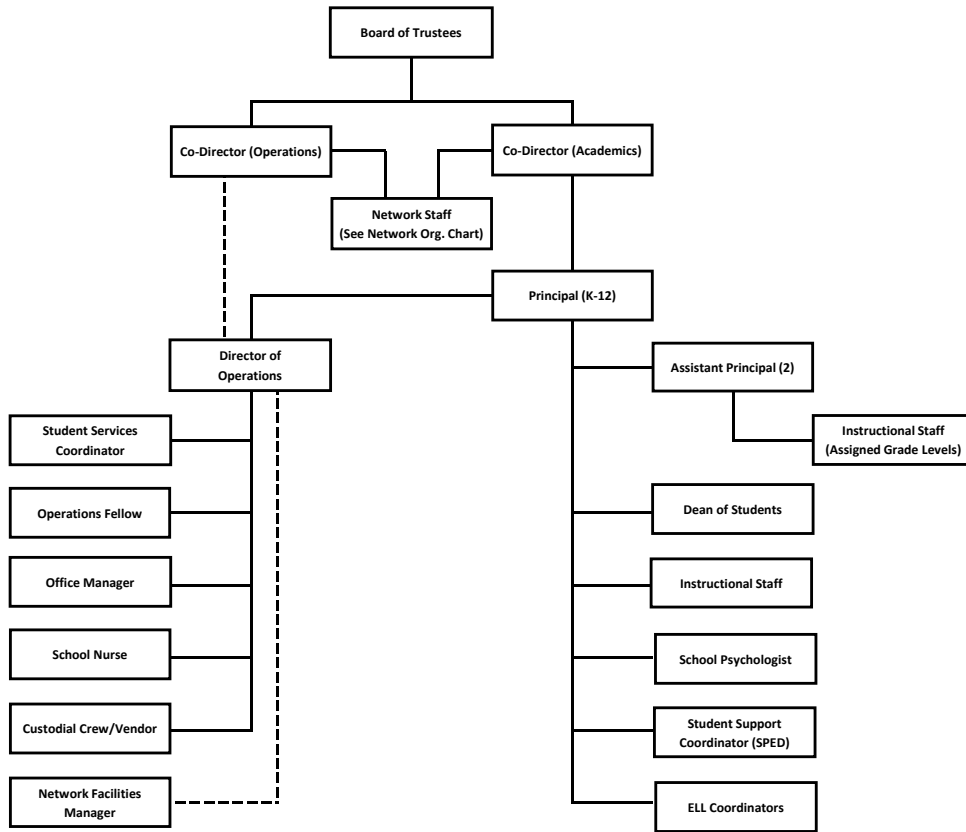 Board of Trustees
Co-Director (Operations)
Co-Director (Academics)
Network Staff
(See Network Org. Chart)
Principal (K-12)
Director of
Operations
Assistant Principal (2)
Student Services
Coordinator
Instructional Staff
(Assigned Grade Levels)
Operations Fellow
Dean of Students
Office Manager
Instructional Staff
School Nurse
School Psychologist
Custodial Crew/Vendor
Student Support
Coordinator (SPED)
Network Facilities
Manager
ELL Coordinators